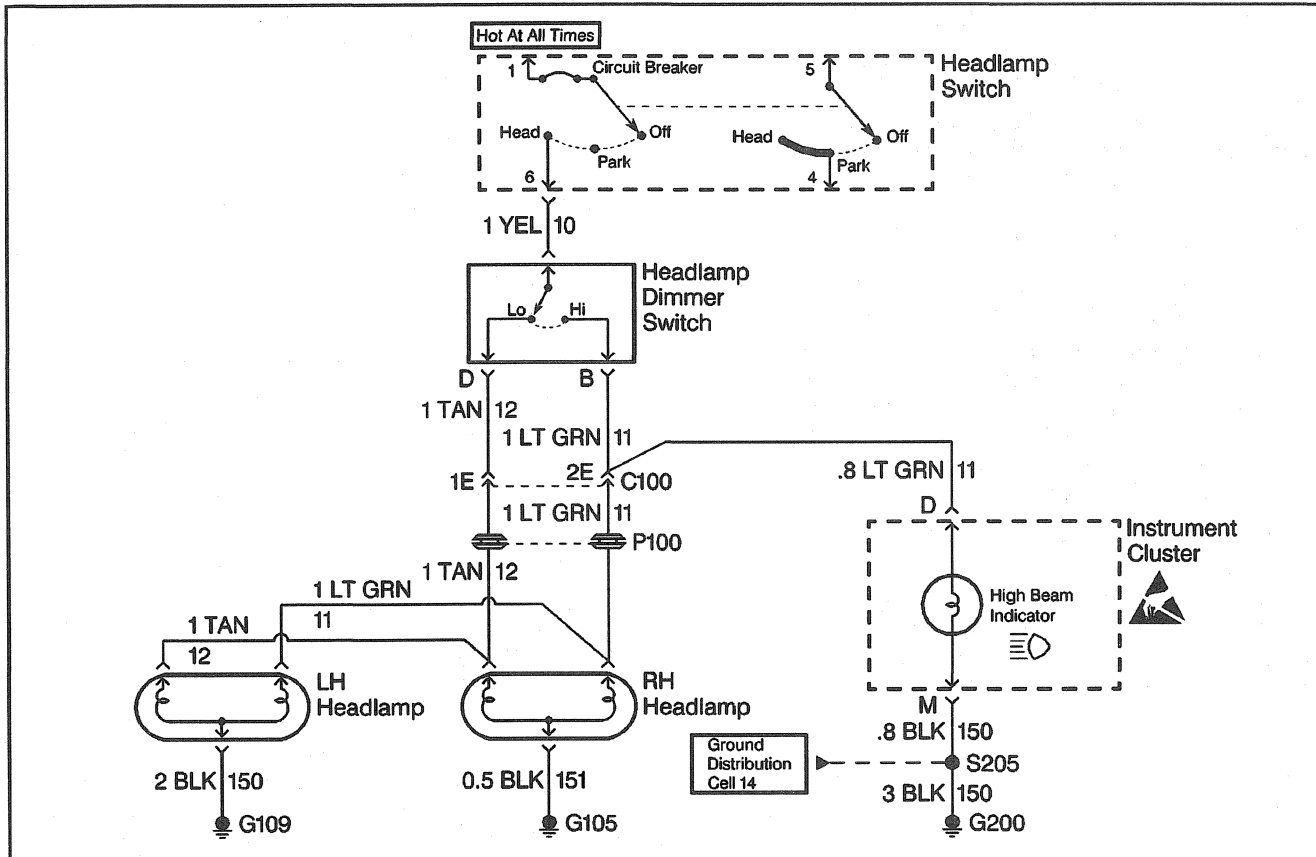 Hot At All Times
1
Circuit Breaker
5
Headlamp
Switch
Head
Off
Park
6
Head
Off
Park
4
1 YEL 10
Headlamp
Dimmer
Switch
Lo
Hi
D
B
1 TAN 12
1 LT GRN 11
.8 LT GRN 11
1E
2E
C100
1 LT GRN 11
P100
D
Instrument
Cluster
High Beam
Indicator
1 TAN 12
1 LT GRN
11
1 TAN
12
LH
Headlamp
RH
Headlamp
M
.8 BLK 150
Ground
Distribution
Cell 14
S205
2 BLK 150
0.5 BLK 151
3 BLK 150
G109
G105
G200